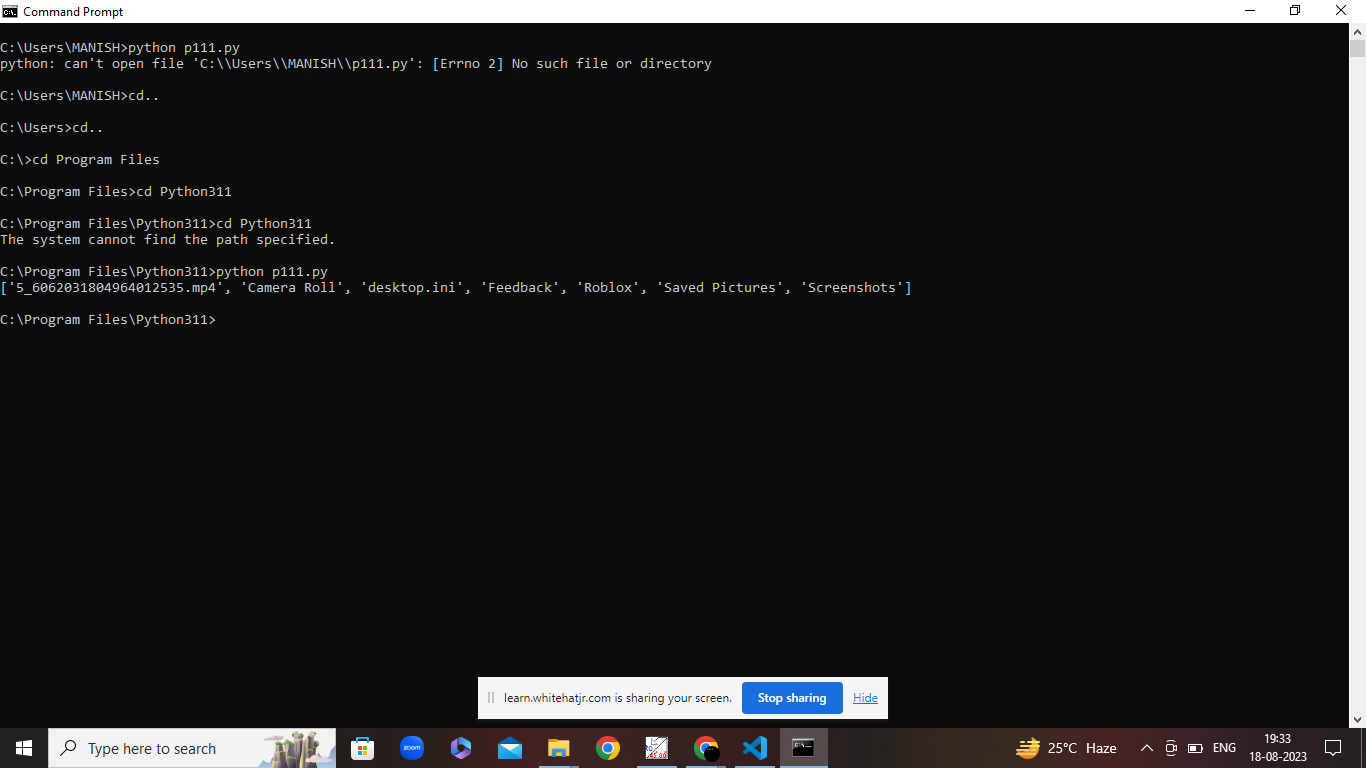 Command Prompt
C:\Users\MANISH>python p111.py
python: can't open file 'C:\\Users\\MANISH\\p111.py': [Errno 2] No such file or directory
C:\Users\MANISH>cd..
C:\Users>cd..
C:\>cd Program Files
C:\Program Files>cd Python311
C:\Program Files\Python311>cd Python311
The system cannot find the path specified.
C:\Program Files\Python311>python p111.py
['5_6062031804964012535.mp4', 'Camera Roll', 'desktop.ini', 'Feedback', 'Roblox', 'Saved Pictures', 'Screenshots']
C:\Program Files\Python311>
learn.whitehatjr.com is sharing your screen. Stop sharing Hide
Type here to search
zoom
25°C Haze
ENG
19:33
18-08-2023